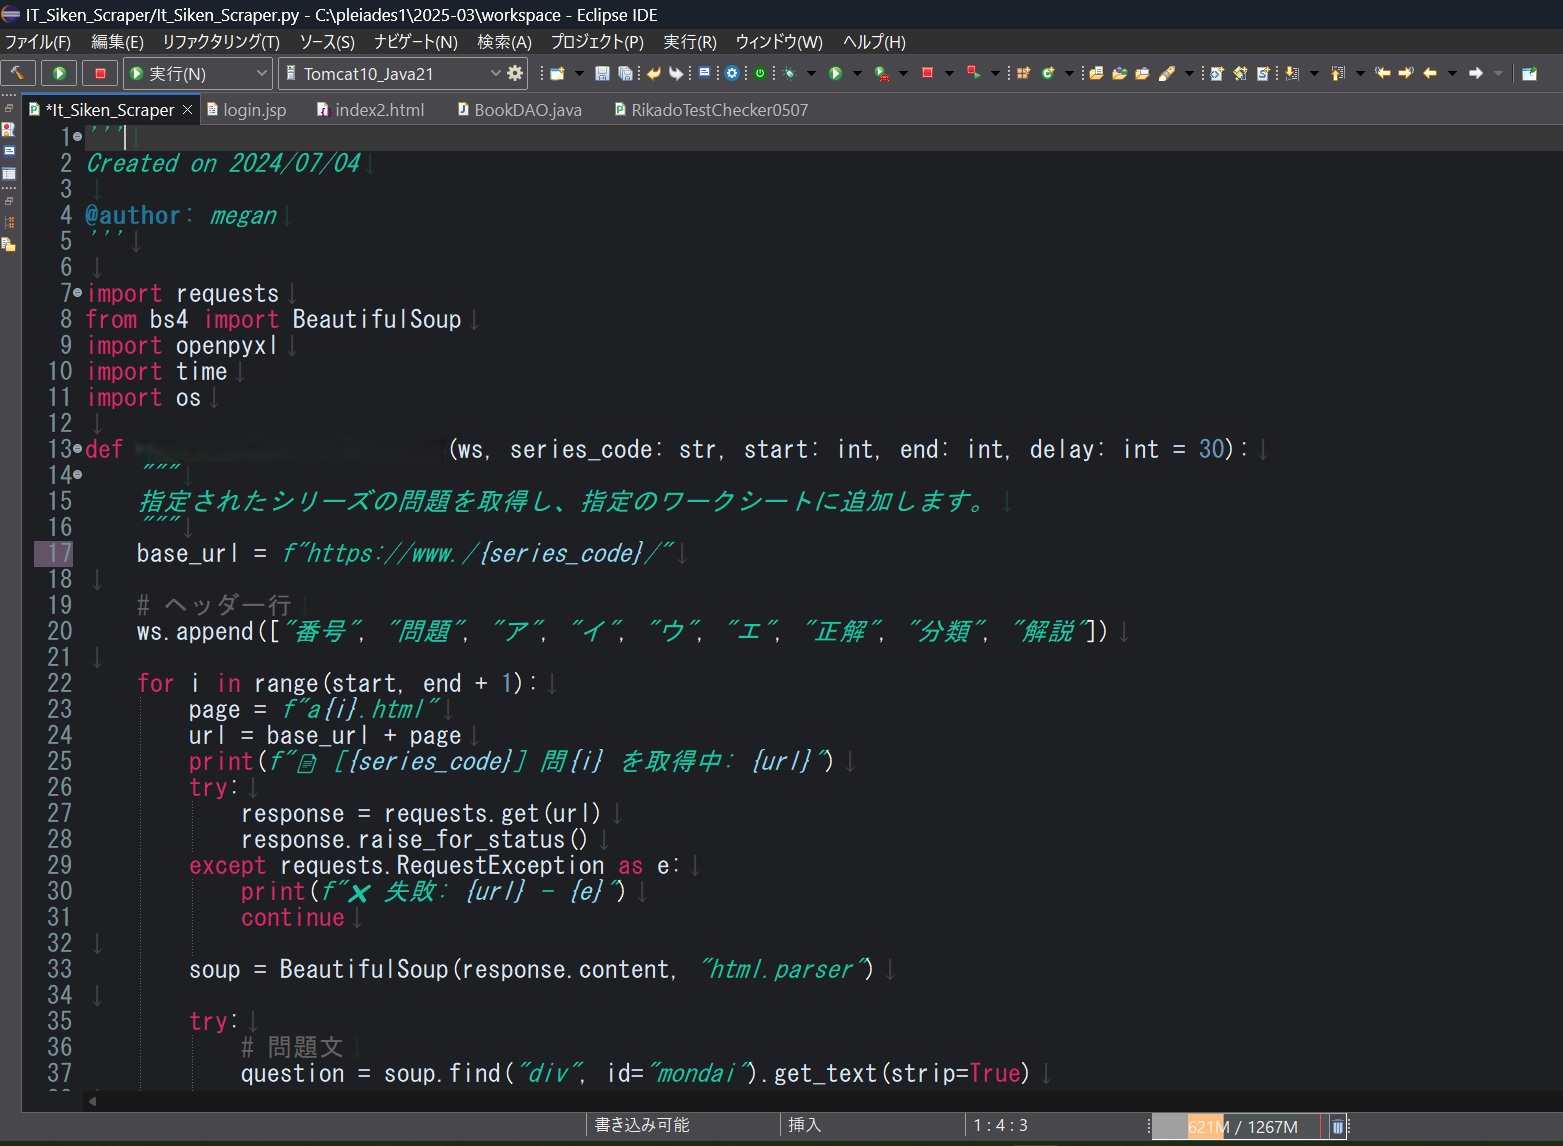 IT_Siken_Scraper/It_Siken_Scraper.py - C:\pleiades1\2025-03\workspace - Eclipse IDE
ファイル(F) 編集(E) リファクタリング(T) ソース(S) ナビゲート(N) 検索(A) プロジェクト(P) 実行(R) ウィンドウ(W) ヘルプ(H)
実行(N) Tomcat10_Java21
*It_Siken_Scraper login.jsp index2.html BookDAO.java RikadoTestChecker0507
1 '''
2 Created on 2024/07/04
3
4 @author: megan
5 '''
6
7 import requests
8 from bs4 import BeautifulSoup
9 import openpyxl
10 import time
11 import os
12
13 def (ws, series_code: str, start: int, end: int, delay: int = 30):
14     """
15     指定されたシリーズの問題を取得し、指定のワークシートに追加します。
16     """
17     base_url = f"https://www./{series_code}/"
18
19     # ヘッダー行
20     ws.append(["番号", "問題", "ア", "イ", "ウ", "エ", "正解", "分類", "解説"])
21
22     for i in range(start, end + 1):
23         page = f"a{i}.html"
24         url = base_url + page
25         print(f"📄 [{series_code}] 問{i} を取得中: {url}")
26         try:
27             response = requests.get(url)
28             response.raise_for_status()
29         except requests.RequestException as e:
30             print(f"❌ 失敗: {url} - {e}")
31             continue
32
33         soup = BeautifulSoup(response.content, "html.parser")
34
35         try:
36             # 問題文
37             question = soup.find("div", id="mondai").get_text(strip=True)
書き込み可能 挿入 1:4:3 621M / 1267M